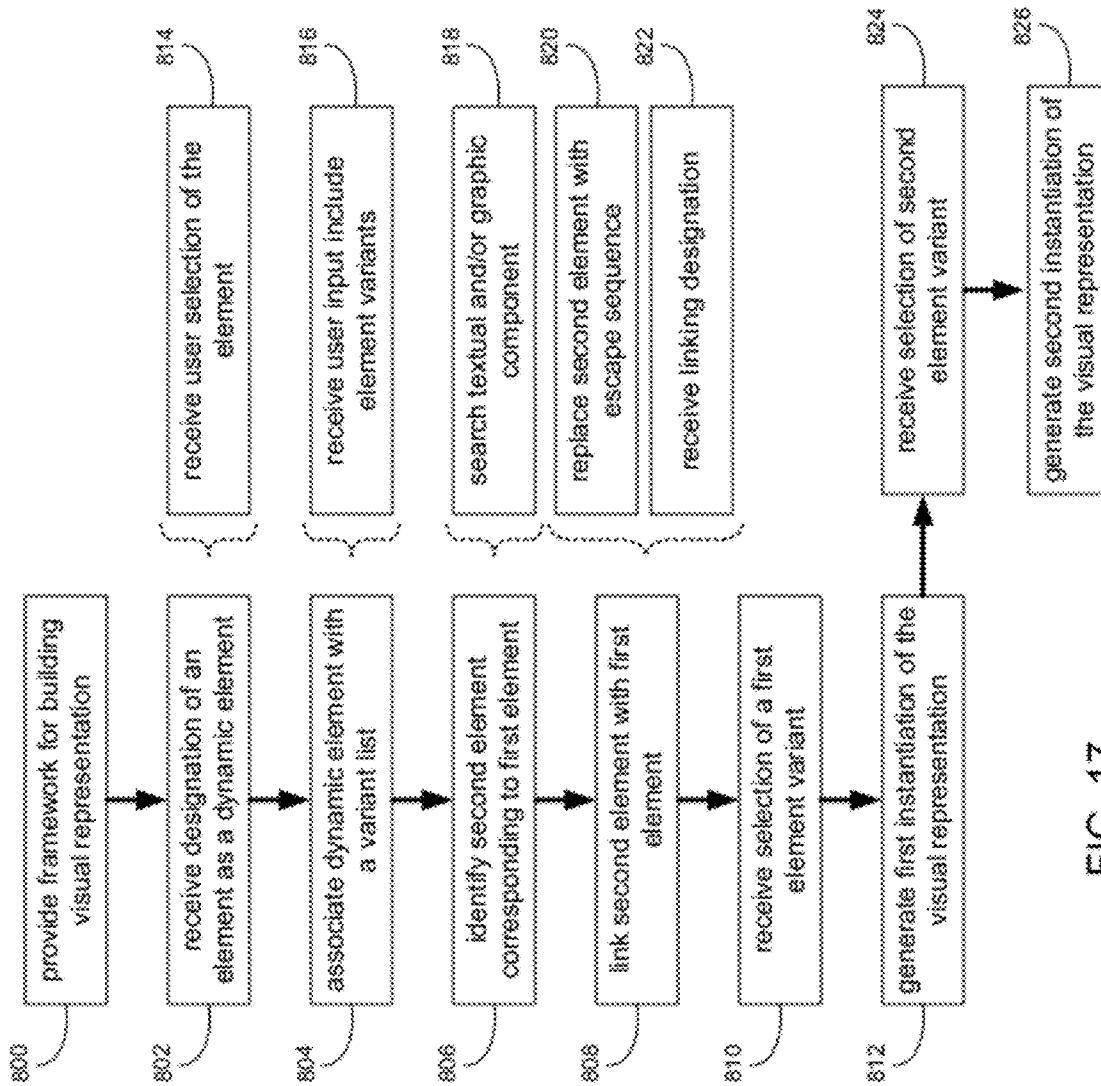 800
provide framework for building
visual representation
802
receive designation of an
element as a dynamic element
814
receive user selection of the
element
804
associate dynamic element with
a variant list
816
receive user input include
element variants
806
identify second element
corresponding to first element
818
search textual and/or graphic
component
808
link second element with first
element
820
replace second element with
escape sequence
822
receive linking designation
810
receive selection of a first
element variant
812
generate first instantiation of the
visual representation
824
receive selection of second
element variant
826
generate second instantiation of
the visual representation
FIG. 17